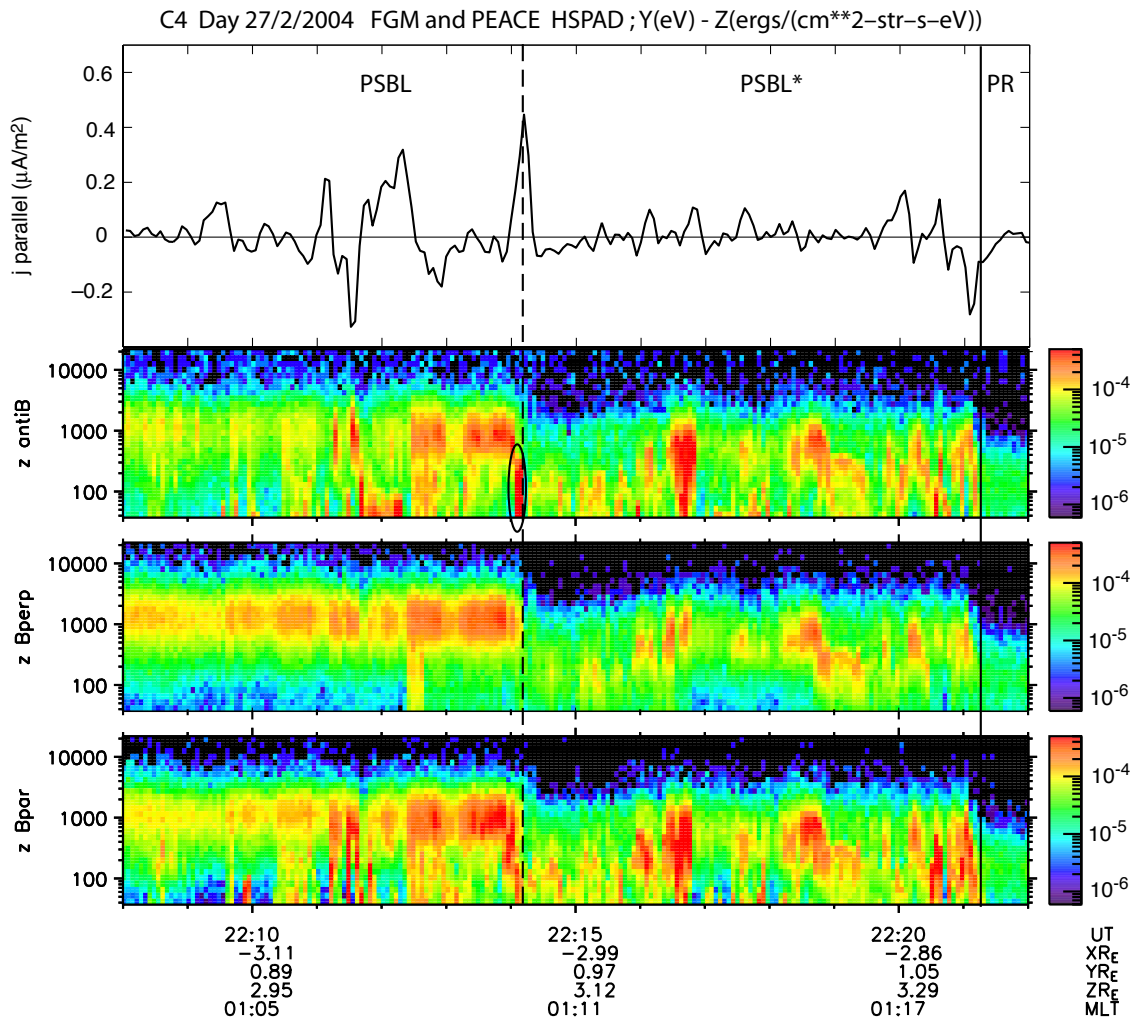 C4 Day 27/2/2004 FGM and PEACE HSPAD ; Y(eV) - Z(ergs/(cm**2–str–s–eV))
PSBL PSBL* PR
0.6
0.4
0.2
0
–0.2
j parallel (μA/m²)
10000
1000
100
z antiB
10⁻⁴
10⁻⁵
10⁻⁶
10000
1000
100
z Bperp
10⁻⁴
10⁻⁵
10⁻⁶
10000
1000
100
z Bpar
10⁻⁴
10⁻⁵
10⁻⁶
22:10 22:15 22:20 UT
−3.11 −2.99 −2.86 XRE
0.89 0.97 1.05 YRE
2.95 3.12 3.29 ZRE
01:05 01:11 01:17 MLT